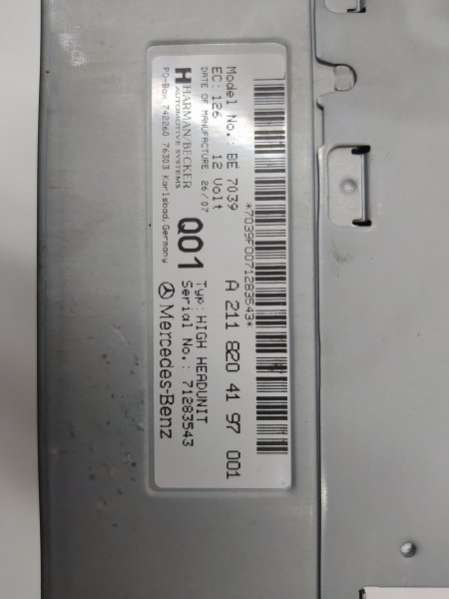 *7039F0071283543*
Model No.: BE 7039 A 211 820 41 97 001
EC: 126 12 Volt
DATE OF MANUFACTURE 26/07
Q01
Typ: HIGH HEADUNIT
Serial No.: 71283543
HARMAN/BECKER
AUTOMOTIVE SYSTEMS
PO-Box 742260 76303 Karlsbad, Germany
Mercedes-Benz